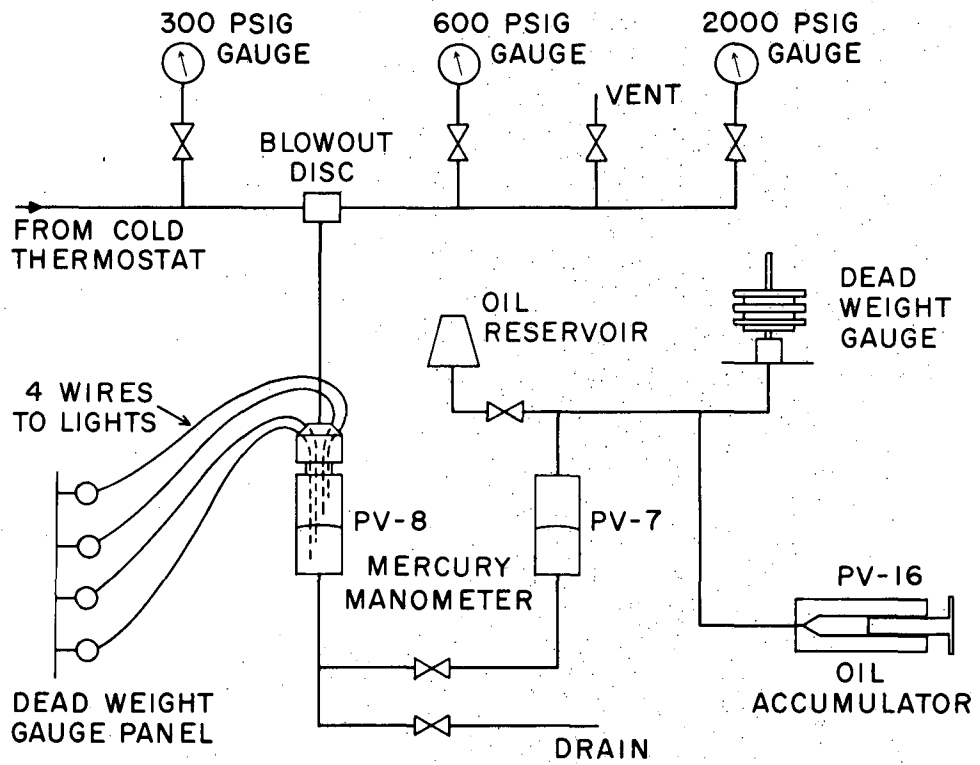 300 PSIG
GAUGE
600 PSIG
GAUGE
2000 PSIG
GAUGE
VENT
BLOWOUT
DISC
FROM COLD
THERMOSTAT
OIL
RESERVOIR
DEAD
WEIGHT
GAUGE
4 WIRES
TO LIGHTS
PV-8
PV-7
MERCURY
MANOMETER
PV-16
OIL
ACCUMULATOR
DEAD WEIGHT
GAUGE PANEL
DRAIN